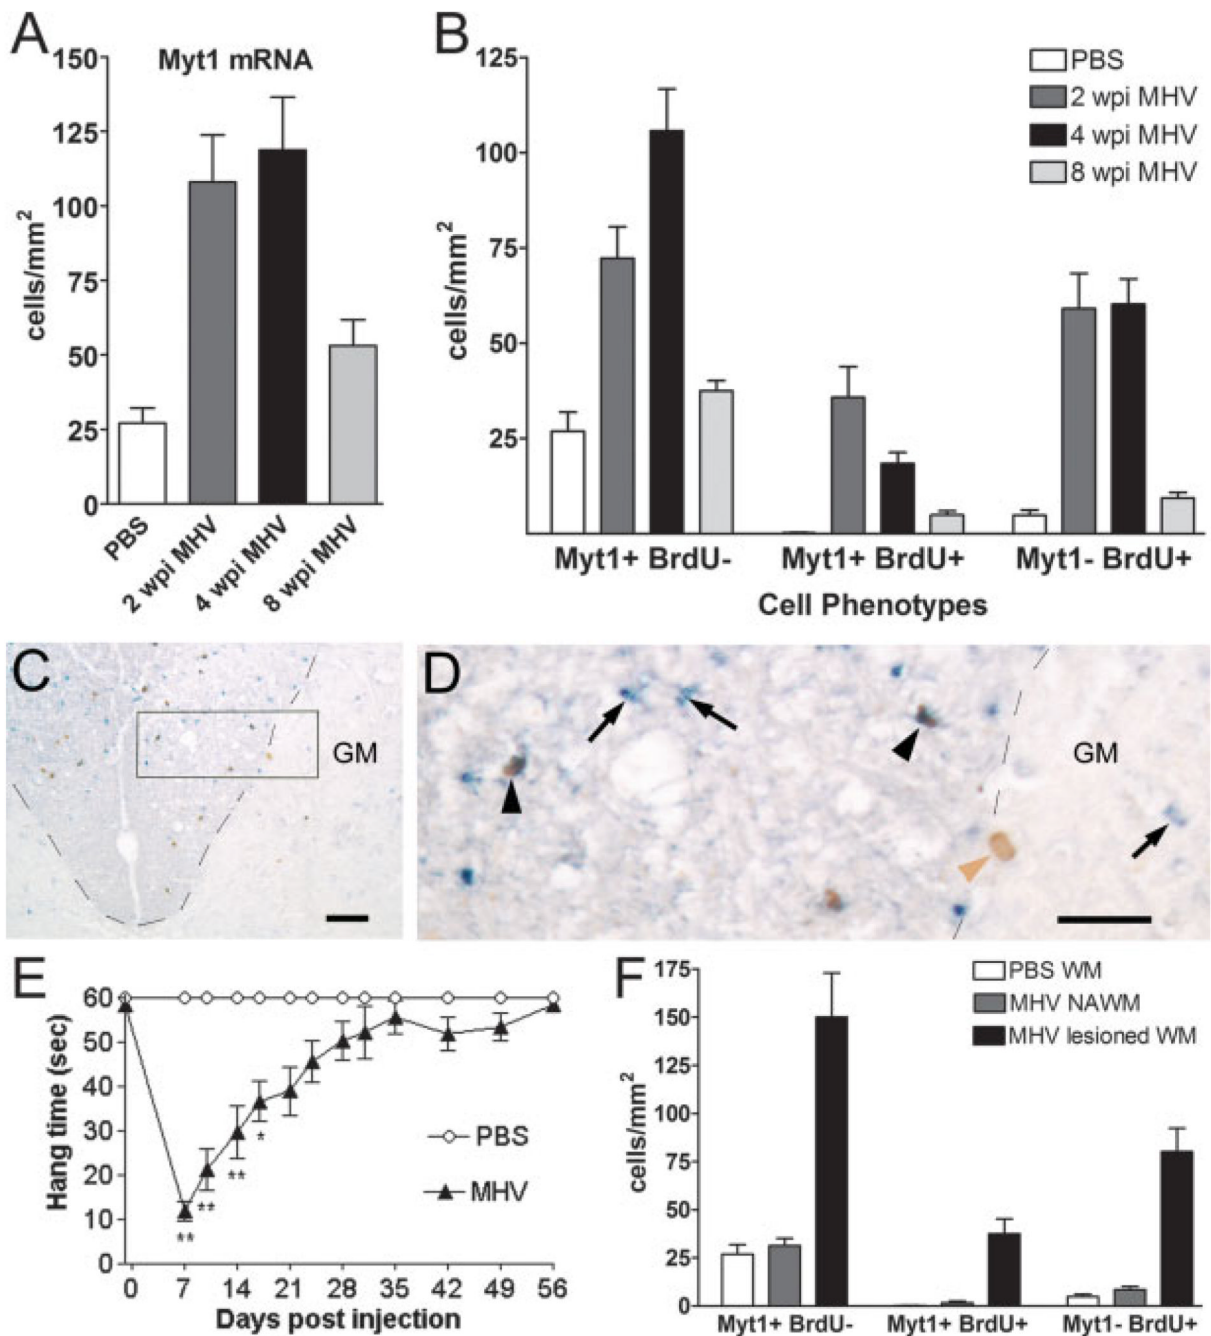 A
Myt1 mRNA
150
125
100
75
50
25
0
cells/mm²
PBS
2 wpi MHV
4 wpi MHV
8 wpi MHV
B
125
100
75
50
25
cells/mm²
PBS
2 wpi MHV
4 wpi MHV
8 wpi MHV
Myt1+ BrdU-
Myt1+ BrdU+
Myt1- BrdU+
Cell Phenotypes
C
GM
D
GM
E
60
50
40
30
20
10
0
Hang time (sec)
**
**
**
*
PBS
MHV
0 7 14 21 28 35 42 49 56
Days post injection
F
175
150
125
100
75
50
25
0
cells/mm²
PBS WM
MHV NAWM
MHV lesioned WM
Myt1+ BrdU-
Myt1+ BrdU+
Myt1- BrdU+